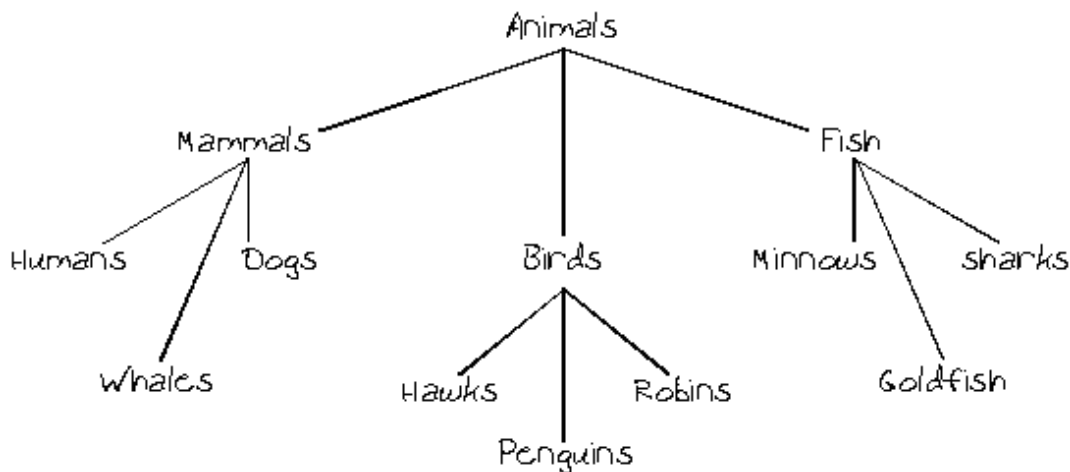 Animals
Mammals
Fish
Humans
Dogs
Birds
Minnows
sharks
Whales
Hawks
Robins
Goldfish
Penguins